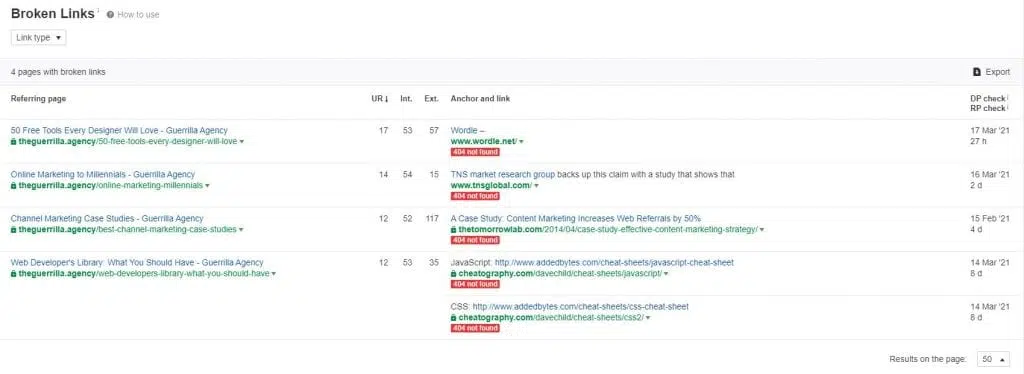 Broken Links i ? How to use
Link type ▼
4 pages with broken links Export
Referring page UR↓ Int. Ext. Anchor and link DP check i
RP check i
50 Free Tools Every Designer Will Love - Guerrilla Agency 17 53 57 Wordle – 17 Mar '21
theguerrilla.agency/50-free-tools-every-designer-will-love ▼ www.wordle.net/ ▼ 27 h
404 not found
Online Marketing to Millennials - Guerrilla Agency 14 54 15 TNS market research group backs up this claim with a study that shows that 16 Mar '21
theguerrilla.agency/online-marketing-millennials ▼ www.tnsglobal.com/ ▼ 2 d
404 not found
Channel Marketing Case Studies - Guerrilla Agency 12 52 117 A Case Study: Content Marketing Increases Web Referrals by 50% 15 Feb '21
theguerrilla.agency/best-channel-marketing-case-studies ▼ thetomorrowlab.com/2014/04/case-study-effective-content-marketing-strategy/ ▼ 4 d
404 not found
Web Developer's Library: What You Should Have - Guerrilla Agency 12 53 35 JavaScript: http://www.addedbytes.com/cheat-sheets/javascript-cheat-sheet 14 Mar '21
theguerrilla.agency/web-developers-library-what-you-should-have ▼ cheatography.com/davechild/cheat-sheets/javascript/ ▼ 8 d
404 not found
CSS: http://www.addedbytes.com/cheat-sheets/css-cheat-sheet 14 Mar '21
cheatography.com/davechild/cheat-sheets/css2/ ▼ 8 d
404 not found
Results on the page: 50 ▲